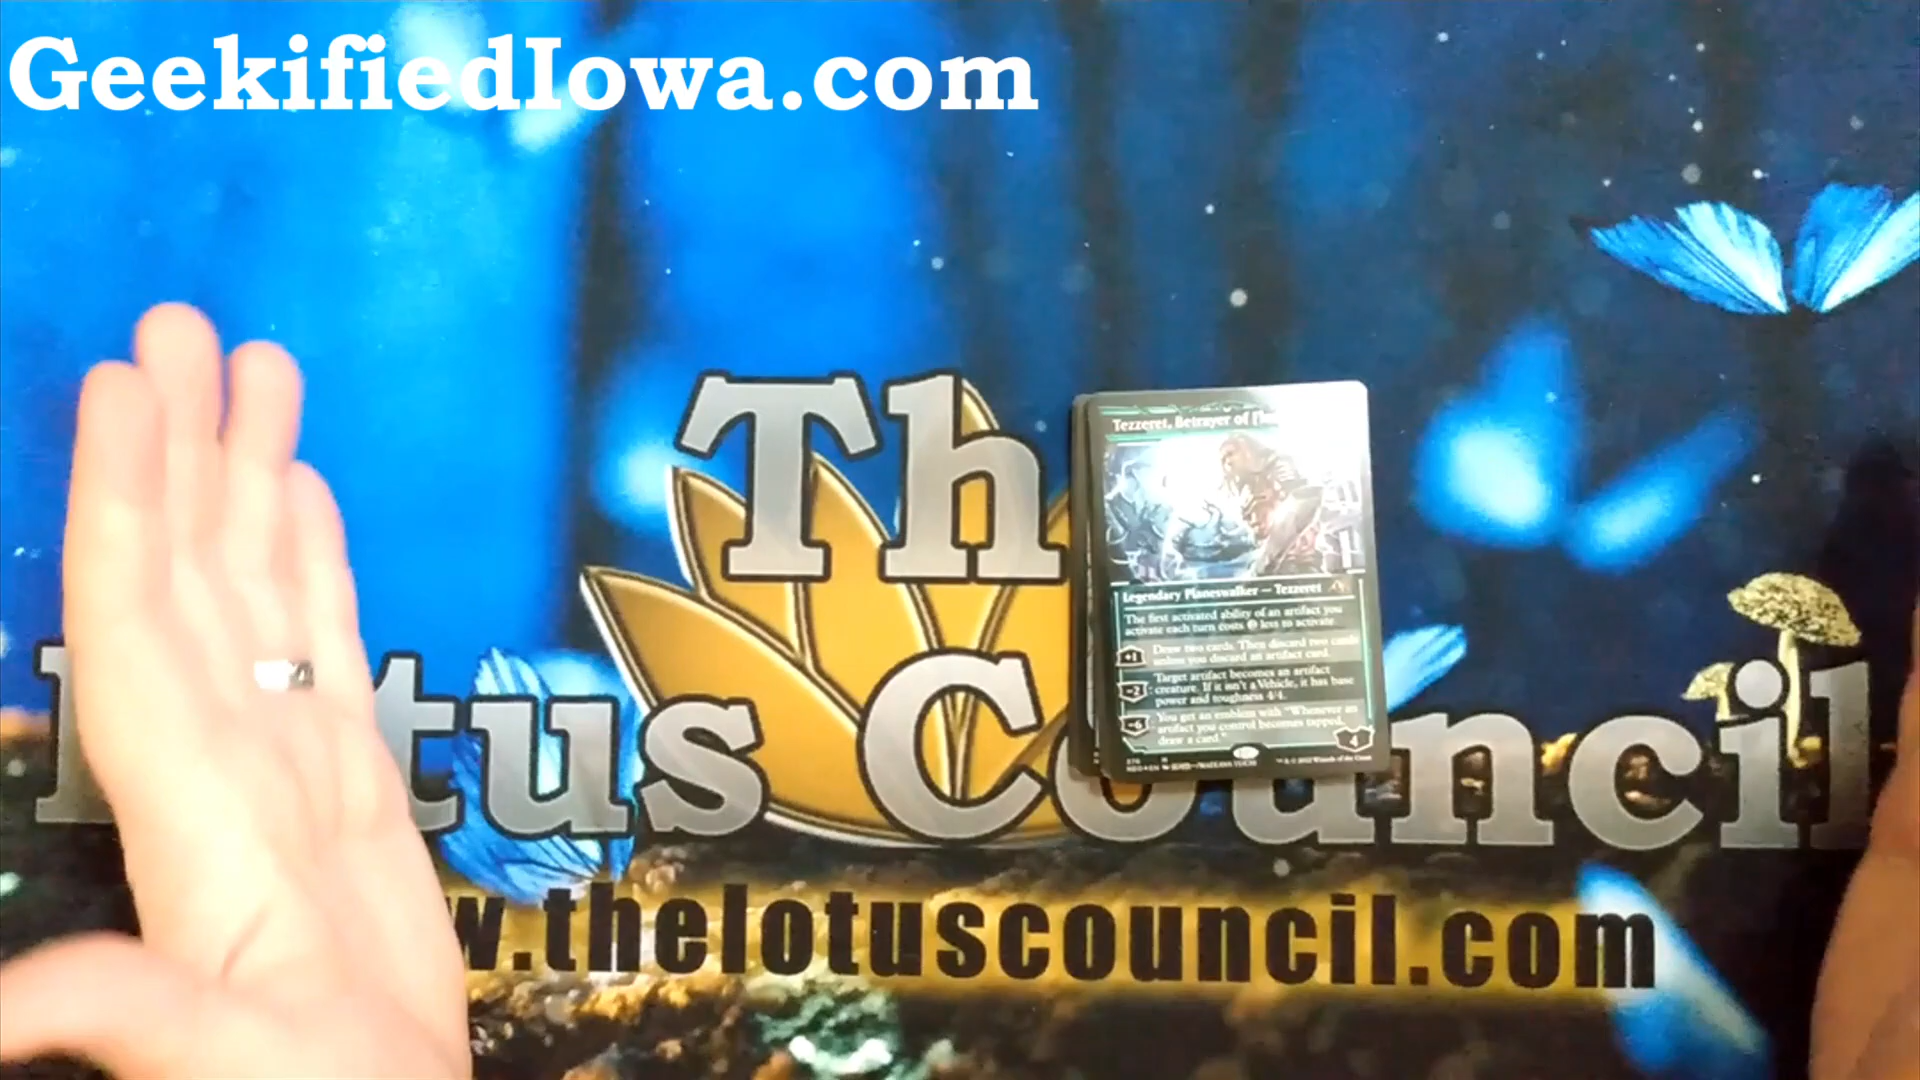 GeekifiedIowa.com
Th
Tezzeret, Betrayer of
Legendary Planeswalker — Tezzeret
The first activated ability of an artifact you
activate each turn costs 2 less to activate.
+1 Draw two cards. Then discard two cards
unless you discard an artifact card.
-2 Target artifact becomes an artifact
creature. If it isn't a Vehicle, it has base
power and toughness 4/4.
-6 You get an emblem with "Whenever an
artifact you control becomes tapped,
draw a card."
4
tus Council
w.thelotuscouncil.com